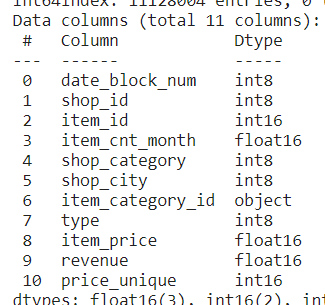 Int64Index: 11128004 entries, 0 t
Data columns (total 11 columns):
# Column Dtype
--- ------ -----
0 date_block_num int8
1 shop_id int8
2 item_id int16
3 item_cnt_month float16
4 shop_category int8
5 shop_city int8
6 item_category_id object
7 type int8
8 item_price float16
9 revenue float16
10 price_unique int16
dtypes: float16(3), int16(2), int